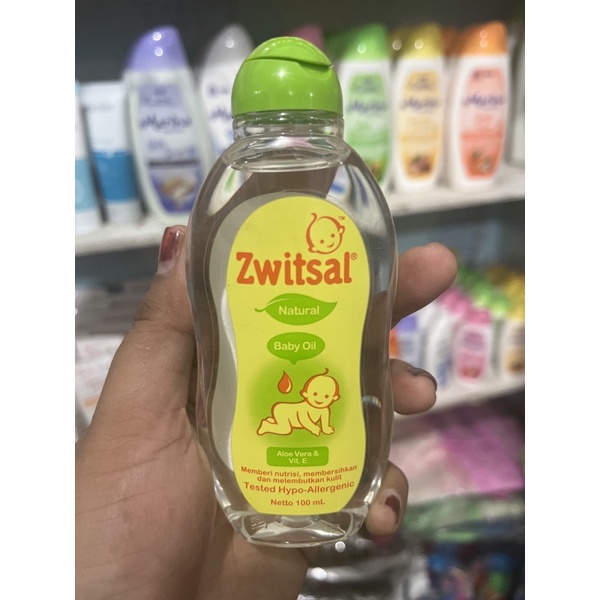 Zwitsal®
Natural
Baby Oil
Aloe Vera &
Vit. E
Memberi nutrisi, membersihkan
dan melembutkan kulit
Tested Hypo-Allergenic
Netto 100 mL